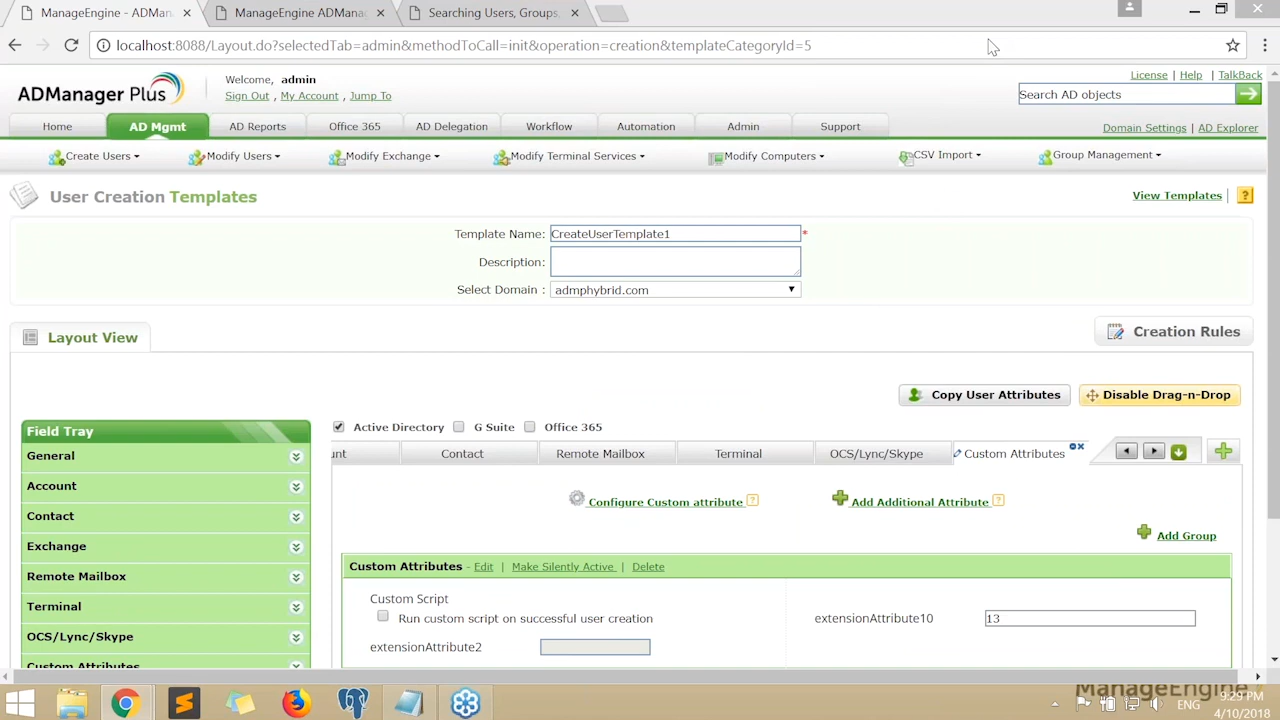 ManageEngine - ADMan
ManageEngine ADMana
Searching Users, Groups,
localhost:8088/Layout.do?selectedTab=admin&methodToCall=init&operation=creation&templateCategoryId=5
ADManager Plus
Welcome, admin
Sign Out , My Account , Jump To
License | Help | TalkBack
Search AD objects
Home
AD Mgmt
AD Reports
Office 365
AD Delegation
Workflow
Automation
Admin
Support
Domain Settings | AD Explorer
Create Users
Modify Users
Modify Exchange
Modify Terminal Services
Modify Computers
CSV Import
Group Management
User Creation Templates
View Templates
?
Template Name: CreateUserTemplate1 *
Description:
Select Domain : admphybrid.com
Layout View
Creation Rules
Copy User Attributes
Disable Drag-n-Drop
Field Tray
General
Account
Contact
Exchange
Remote Mailbox
Terminal
OCS/Lync/Skype
Custom Attributes
Active Directory
G Suite
Office 365
unt
Contact
Remote Mailbox
Terminal
OCS/Lync/Skype
Custom Attributes
Configure Custom attribute ?
Add Additional Attribute ?
Add Group
Custom Attributes - Edit | Make Silently Active | Delete
Custom Script
Run custom script on successful user creation
extensionAttribute10 13
extensionAttribute2
ManageEngine
ENG
9:29 PM
4/10/2018